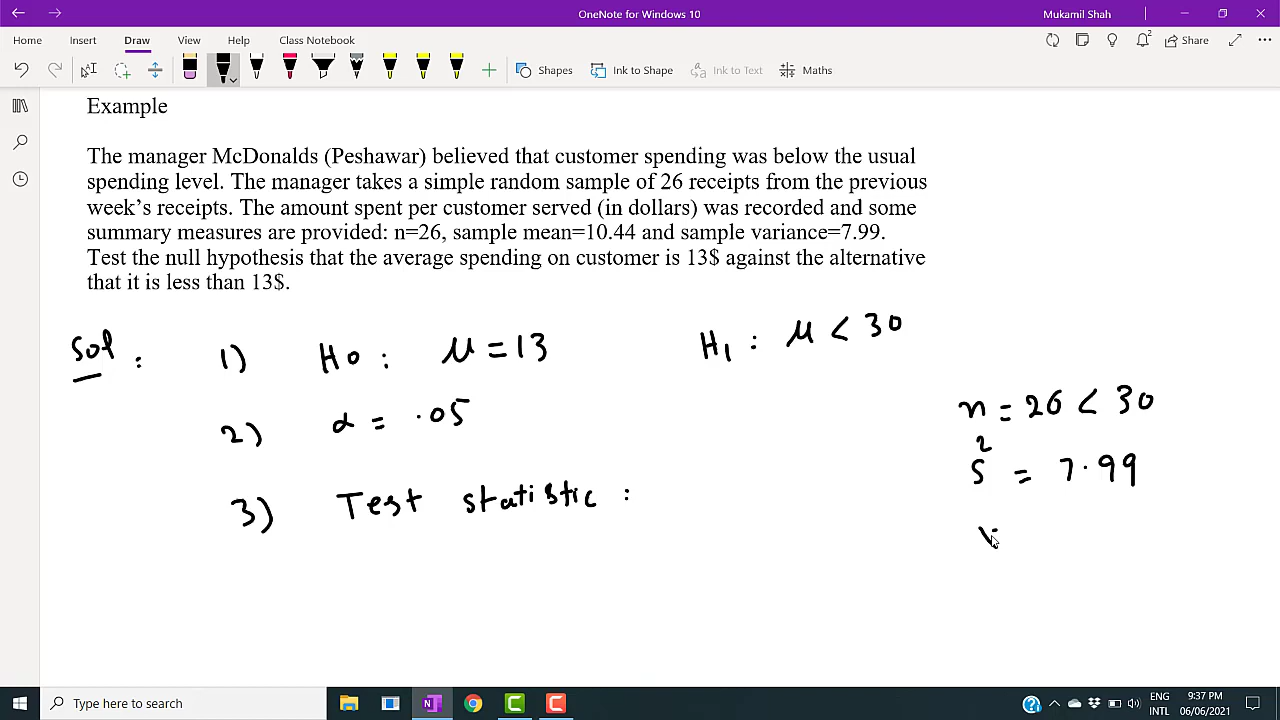 OneNote for Windows 10
Mukamil Shah
Home Insert Draw View Help Class Notebook
Share
Shapes Ink to Shape Ink to Text Maths
Example
The manager McDonalds (Peshawar) believed that customer spending was below the usual
spending level. The manager takes a simple random sample of 26 receipts from the previous
week's receipts. The amount spent per customer served (in dollars) was recorded and some
summary measures are provided: n=26, sample mean=10.44 and sample variance=7.99.
Test the null hypothesis that the average spending on customer is 13$ against the alternative
that it is less than 13$.
Sol : 1) H0 : μ = 13 H1 : μ < 30
2) α = .05
n = 26 < 30
s² = 7.99
3) Test statistic :
Type here to search
ENG
INTL
9:37 PM
06/06/2021